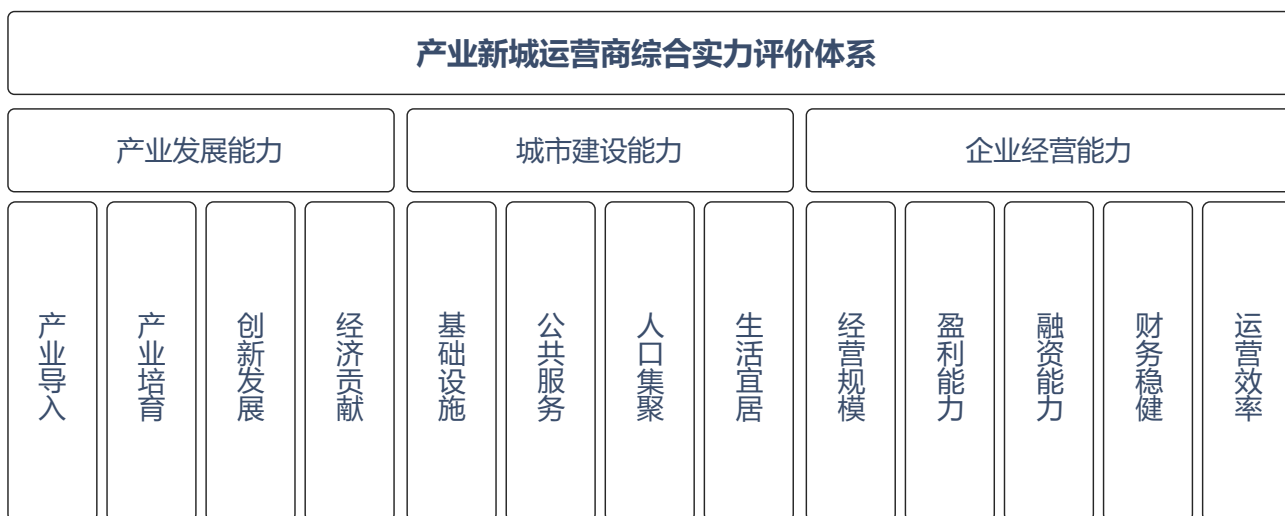 产业新城运营商综合实力评价体系
产业发展能力
城市建设能力
企业经营能力
产业导入
产业培育
创新发展
经济贡献
基础设施
公共服务
人口集聚
生活宜居
经营规模
盈利能力
融资能力
财务稳健
运营效率